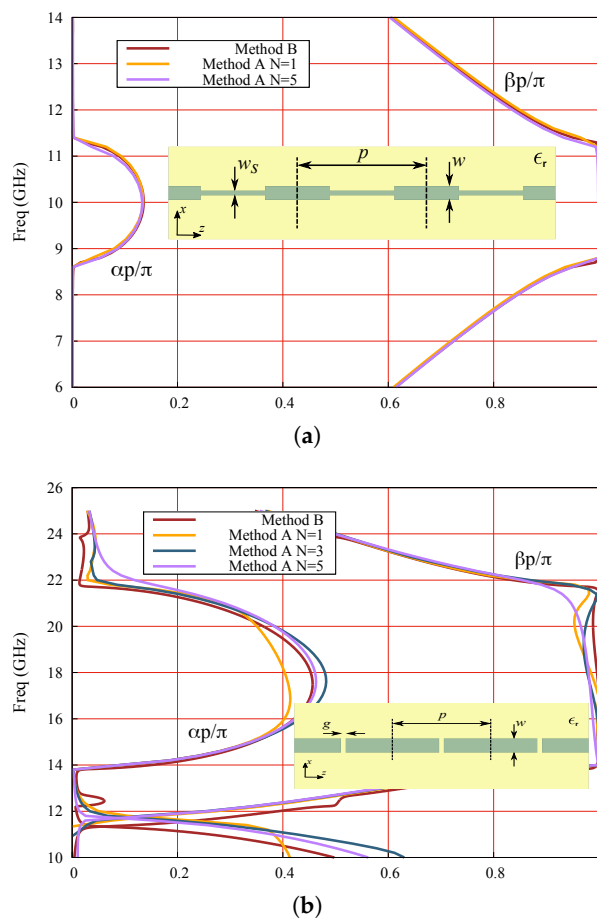 14
13
12
11
10
9
8
7
6
Freq (GHz)
Method B
Method A N=1
Method A N=5
βp/π
w_s
p
w
ϵ_r
x
z
αp/π
0 0.2 0.4 0.6 0.8 1
(a)
26
24
22
20
18
16
14
12
10
Freq (GHz)
Method B
Method A N=1
Method A N=3
Method A N=5
βp/π
g
p
w
ϵ_r
x
z
αp/π
0 0.2 0.4 0.6 0.8
(b)